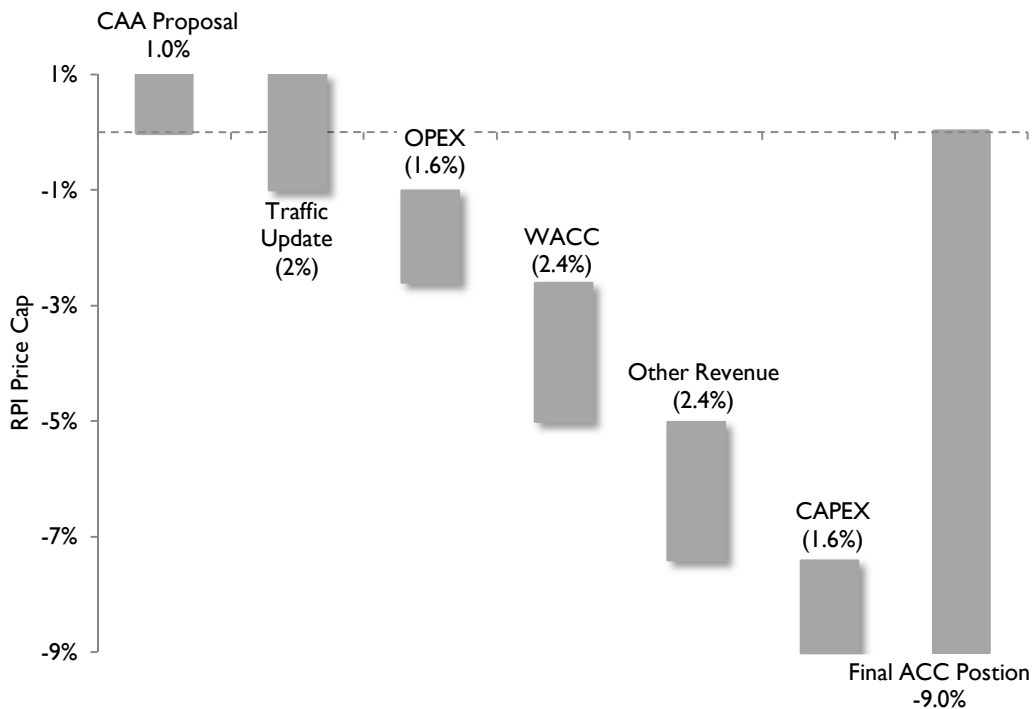 CAA Proposal
1.0%
1%
-1%
-3%
-5%
-7%
-9%
RPI Price Cap
Traffic
Update
(2%)
OPEX
(1.6%)
WACC
(2.4%)
Other Revenue
(2.4%)
CAPEX
(1.6%)
Final ACC Postion
-9.0%